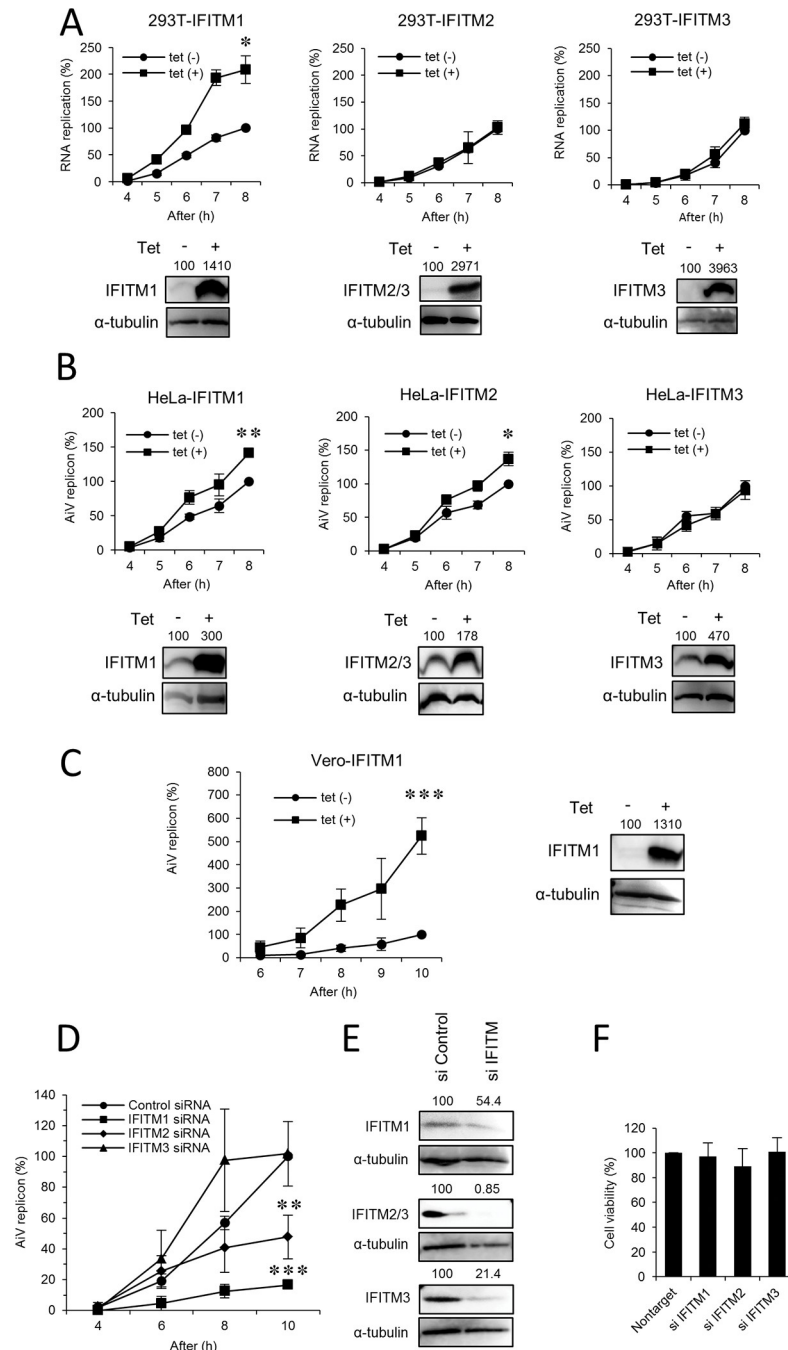 A
293T-IFITM1
293T-IFITM2
293T-IFITM3
RNA replication (%)
250
200
150
100
50
0
tet (-)
tet (+)
*
4 5 6 7 8
After (h)
RNA replication (%)
250
200
150
100
50
0
tet (-)
tet (+)
4 5 6 7 8
After (h)
RNA replication (%)
250
200
150
100
50
0
tet (-)
tet (+)
4 5 6 7 8
After (h)
Tet - +
100 1410
IFITM1
α-tubulin
Tet - +
100 2971
IFITM2/3
α-tubulin
Tet - +
100 3963
IFITM3
α-tubulin
B
HeLa-IFITM1
HeLa-IFITM2
HeLa-IFITM3
AiV replicon (%)
200
150
100
50
0
tet (-)
tet (+)
**
4 5 6 7 8
After (h)
AiV replicon (%)
200
150
100
50
0
tet (-)
tet (+)
*
4 5 6 7 8
After (h)
AiV replicon (%)
200
150
100
50
0
tet (-)
tet (+)
4 5 6 7 8
After (h)
Tet - +
100 300
IFITM1
α-tubulin
Tet - +
100 178
IFITM2/3
α-tubulin
Tet - +
100 470
IFITM3
α-tubulin
C
Vero-IFITM1
AiV replicon (%)
800
700
600
500
400
300
200
100
0
tet (-)
tet (+)
***
6 7 8 9 10
After (h)
Tet - +
100 1310
IFITM1
α-tubulin
D
AiV replicon (%)
140
120
100
80
60
40
20
0
Control siRNA
IFITM1 siRNA
IFITM2 siRNA
IFITM3 siRNA
**
***
4 6 8 10
After (h)
E
si Control
si IFITM
100 54.4
IFITM1
α-tubulin
100 0.85
IFITM2/3
α-tubulin
100 21.4
IFITM3
α-tubulin
F
Cell viability (%)
120
100
80
60
40
20
0
Nontarget
si IFITM1
si IFITM2
si IFITM3